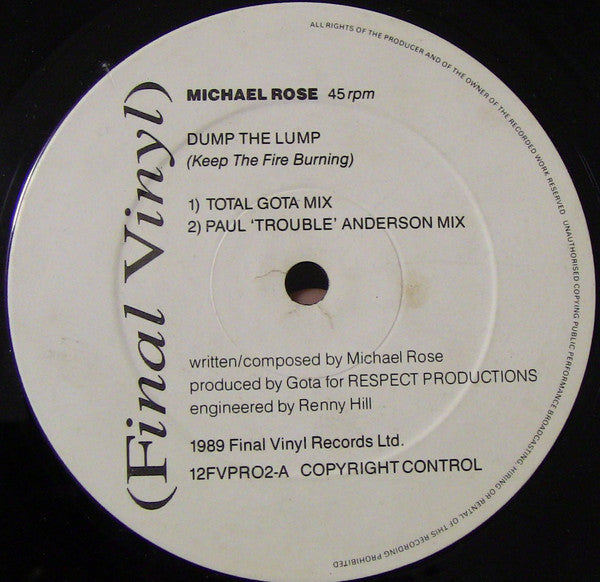 ALL RIGHTS OF THE PRODUCER AND OF THE OWNER OF THE RECORDED WORK RESERVED UNAUTHORISED COPYING PUBLIC PERFORMANCE BROADCASTING, HIRING OR RENTAL OF THIS RECORDING PROHIBITED
(Final Vinyl)
MICHAEL ROSE 45 rpm
DUMP THE LUMP
(Keep The Fire Burning)
1) TOTAL GOTA MIX
2) PAUL ‘TROUBLE’ ANDERSON MIX
written/composed by Michael Rose
produced by Gota for RESPECT PRODUCTIONS
engineered by Renny Hill
1989 Final Vinyl Records Ltd.
12FVPRO2-A COPYRIGHT CONTROL